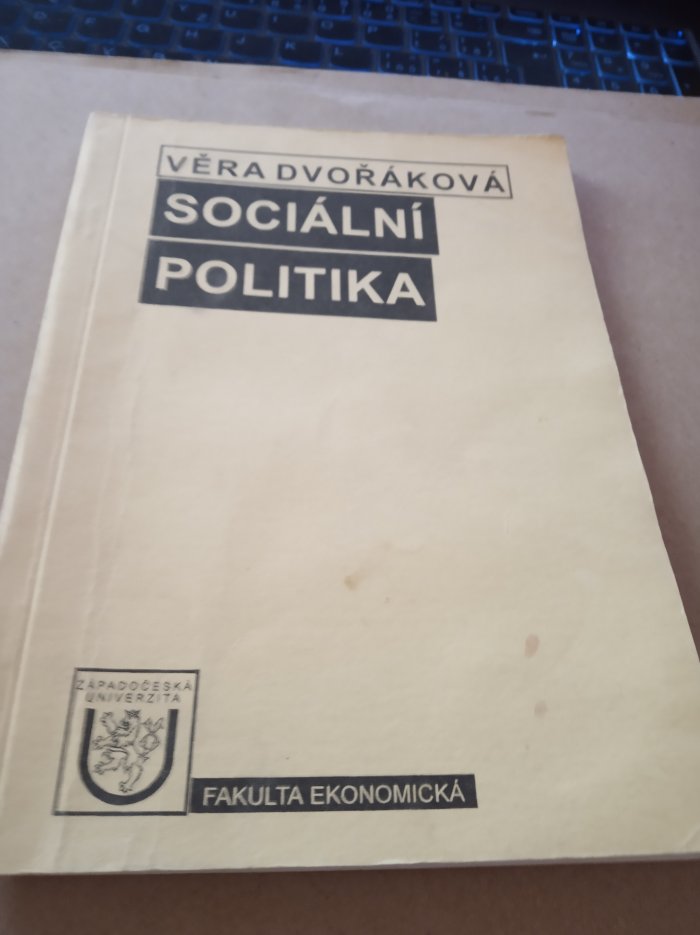 VĚRA DVOŘÁKOVÁ
SOCIÁLNÍ
POLITIKA
ZÁPADOČESKÁ
UNIVERZITA
FAKULTA EKONOMICKÁ